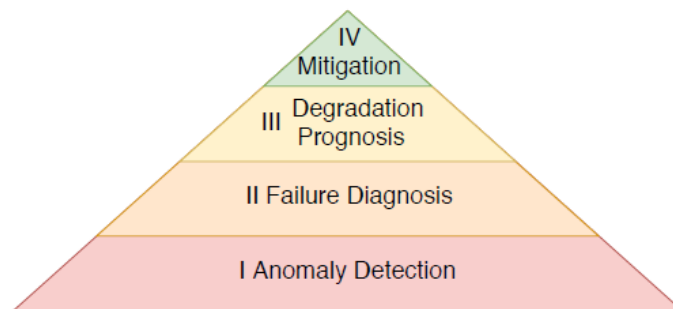 IV
Mitigation
III Degradation
Prognosis
II Failure Diagnosis
I Anomaly Detection